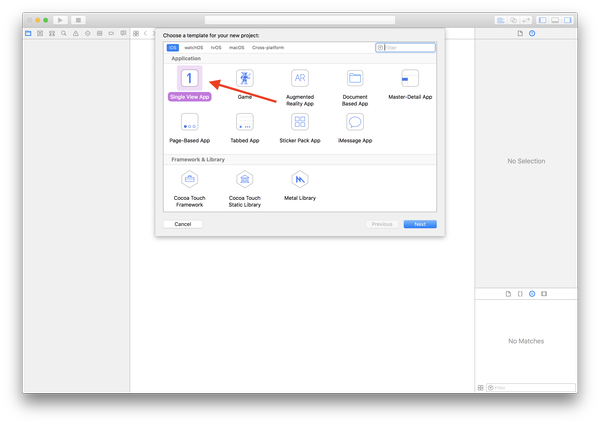 Choose a template for your new project:
iOS watchOS tvOS macOS Cross-platform
Filter
Application
1
Single View App
Game
AR
Augmented
Reality App
Document
Based App
Master-Detail App
Page-Based App
Tabbed App
Sticker Pack App
iMessage App
Framework & Library
Cocoa Touch
Framework
Cocoa Touch
Static Library
Metal Library
Cancel
Previous
Next
No Selection
No Matches
Filter